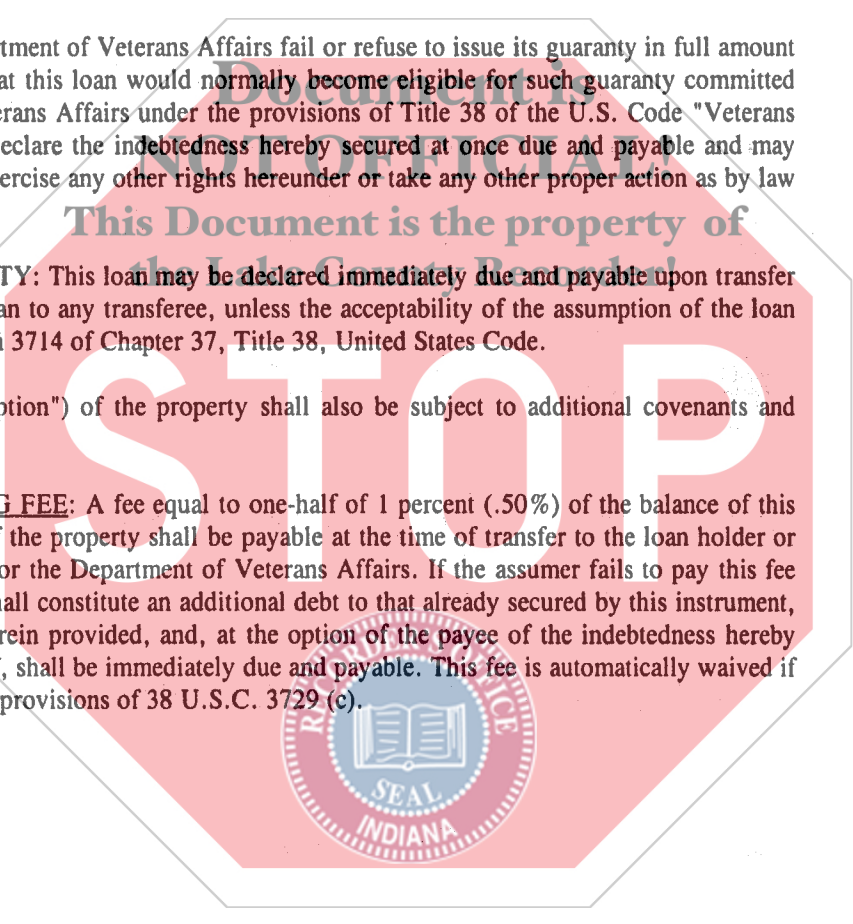 tment of Veterans Affairs fail or refuse to issue its guaranty in full amount
at this loan would normally become eligible for such guaranty committed
erans Affairs under the provisions of Title 38 of the U.S. Code "Veterans
eclare the indebtedness hereby secured at once due and payable and may
ercise any other rights hereunder or take any other proper action as by law
Document is
NOT OFFICIAL!
This Document is the property of
the Lake County Recorder!
TY: This loan may be declared immediately due and payable upon transfer
an to any transferee, unless the acceptability of the assumption of the loan
3714 of Chapter 37, Title 38, United States Code.
STOP
ption") of the property shall also be subject to additional covenants and
G FEE: A fee equal to one-half of 1 percent (.50%) of the balance of this
the property shall be payable at the time of transfer to the loan holder or
or the Department of Veterans Affairs. If the assumer fails to pay this fee
hall constitute an additional debt to that already secured by this instrument,
rein provided, and, at the option of the payee of the indebtedness hereby
, shall be immediately due and payable. This fee is automatically waived if
provisions of 38 U.S.C. 3729 (c).
RECORDER'S OFFICE
SEAL
INDIANA